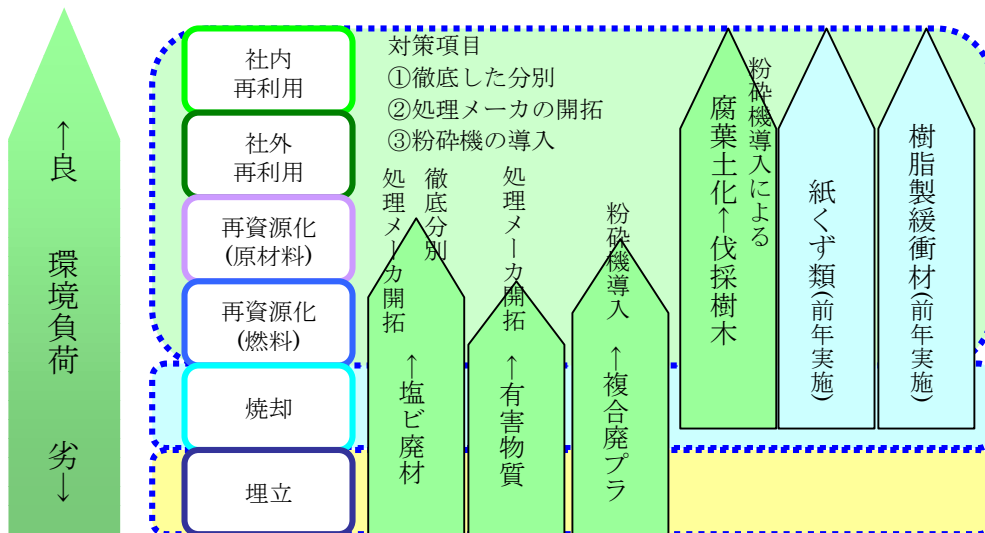 ←良
環境負荷
劣→
社内
再利用
社外
再利用
再資源化
(原材料)
再資源化
(燃料)
焼却
埋立
対策項目
①徹底した分別
②処理メーカの開拓
③粉砕機の導入
徹底分別
処理メーカ開拓
←塩ビ廃材
処理メーカ開拓
←有害物質
粉砕機導入
←複合廃プラ
粉砕機導入による
腐葉土化←伐採樹木
紙くず類(前年実施)
樹脂製緩衝材(前年実施)